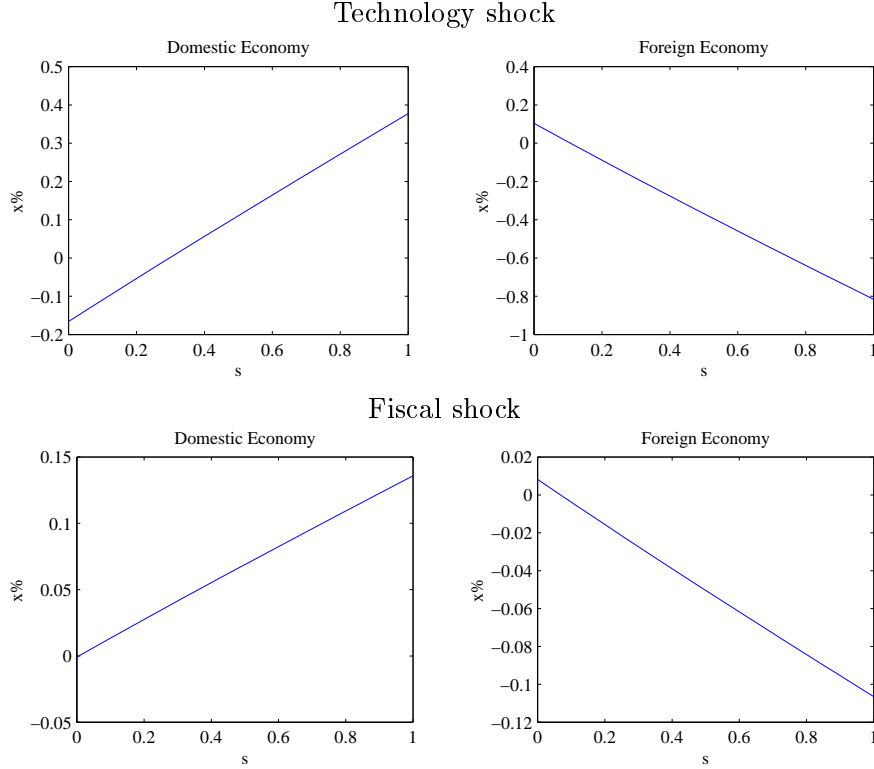 Technology shock
Domestic Economy
0.5
0.4
0.3
0.2
0.1
0
−0.1
−0.2
x%
0 0.2 0.4 0.6 0.8 1
s
Foreign Economy
0.4
0.2
0
−0.2
−0.4
−0.6
−0.8
−1
x%
0 0.2 0.4 0.6 0.8 1
s
Fiscal shock
Domestic Economy
0.15
0.1
0.05
0
−0.05
x%
0 0.2 0.4 0.6 0.8 1
s
Foreign Economy
0.02
0
−0.02
−0.04
−0.06
−0.08
−0.1
−0.12
x%
0 0.2 0.4 0.6 0.8 1
s